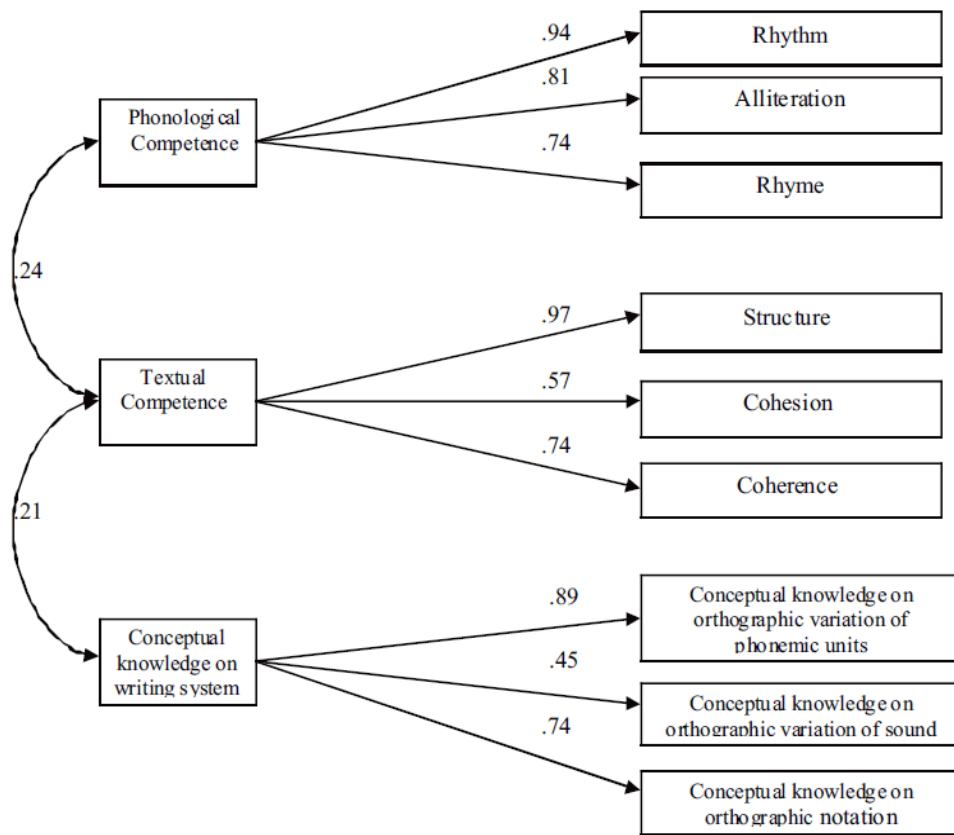 .94
Rhythm
.81
Alliteration
Phonological
Competence
.74
Rhyme
.24
.97
Structure
Textual
Competence
.57
Cohesion
.74
Coherence
.21
.89
Conceptual knowledge on
orthographic variation of
phonemic units
Conceptual
knowledge on
writing system
.45
Conceptual knowledge on
orthographic variation of sound
.74
Conceptual knowledge on
orthographic notation